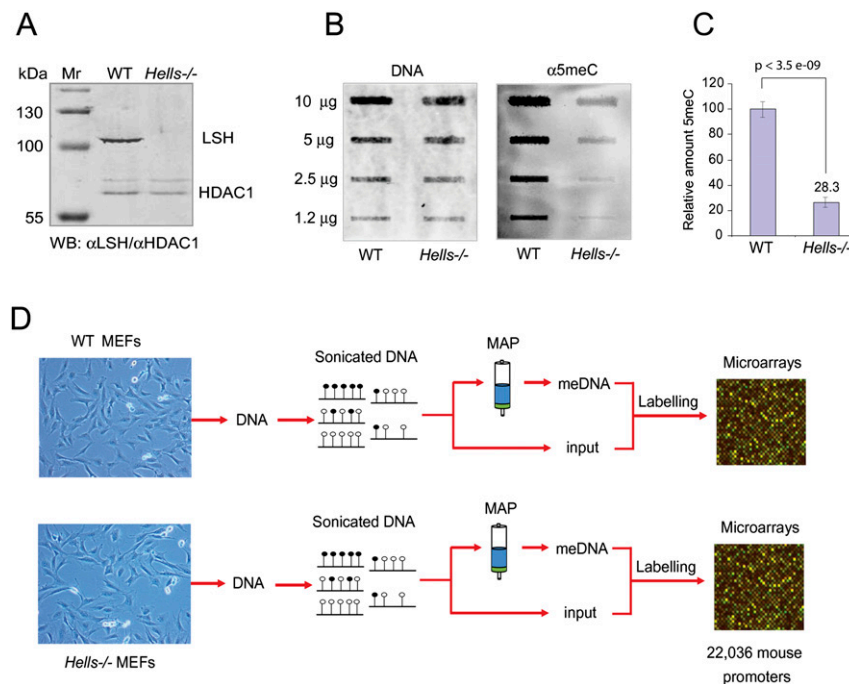 A
kDa Mr WT Hells-/-
130
100
55
LSH
HDAC1
WB: αLSH/αHDAC1
B
DNA α5meC
10 µg
5 µg
2.5 µg
1.2 µg
WT Hells-/- WT Hells-/-
C
p < 3.5 e-09
Relative amount 5meC
120
100
80
60
40
20
0
28.3
WT Hells-/-
D
WT MEFs
DNA
Sonicated DNA
MAP
meDNA
input
Labelling
Microarrays
DNA
Sonicated DNA
MAP
meDNA
input
Labelling
Microarrays
Hells-/- MEFs
22,036 mouse
promoters